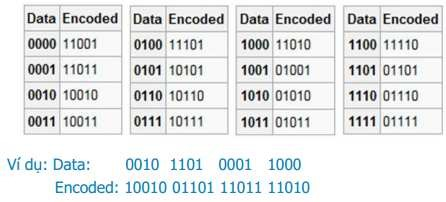 Data Encoded Data Encoded Data Encoded Data Encoded
0000 11001 0100 11101 1000 11010 1100 11110
0001 11011 0101 10101 1001 01001 1101 01101
0010 10010 0110 10110 1010 01010 1110 01110
0011 10011 0111 10111 1011 01011 1111 01111
Ví dụ: Data: 0010 1101 0001 1000
Encoded: 10010 01101 11011 11010